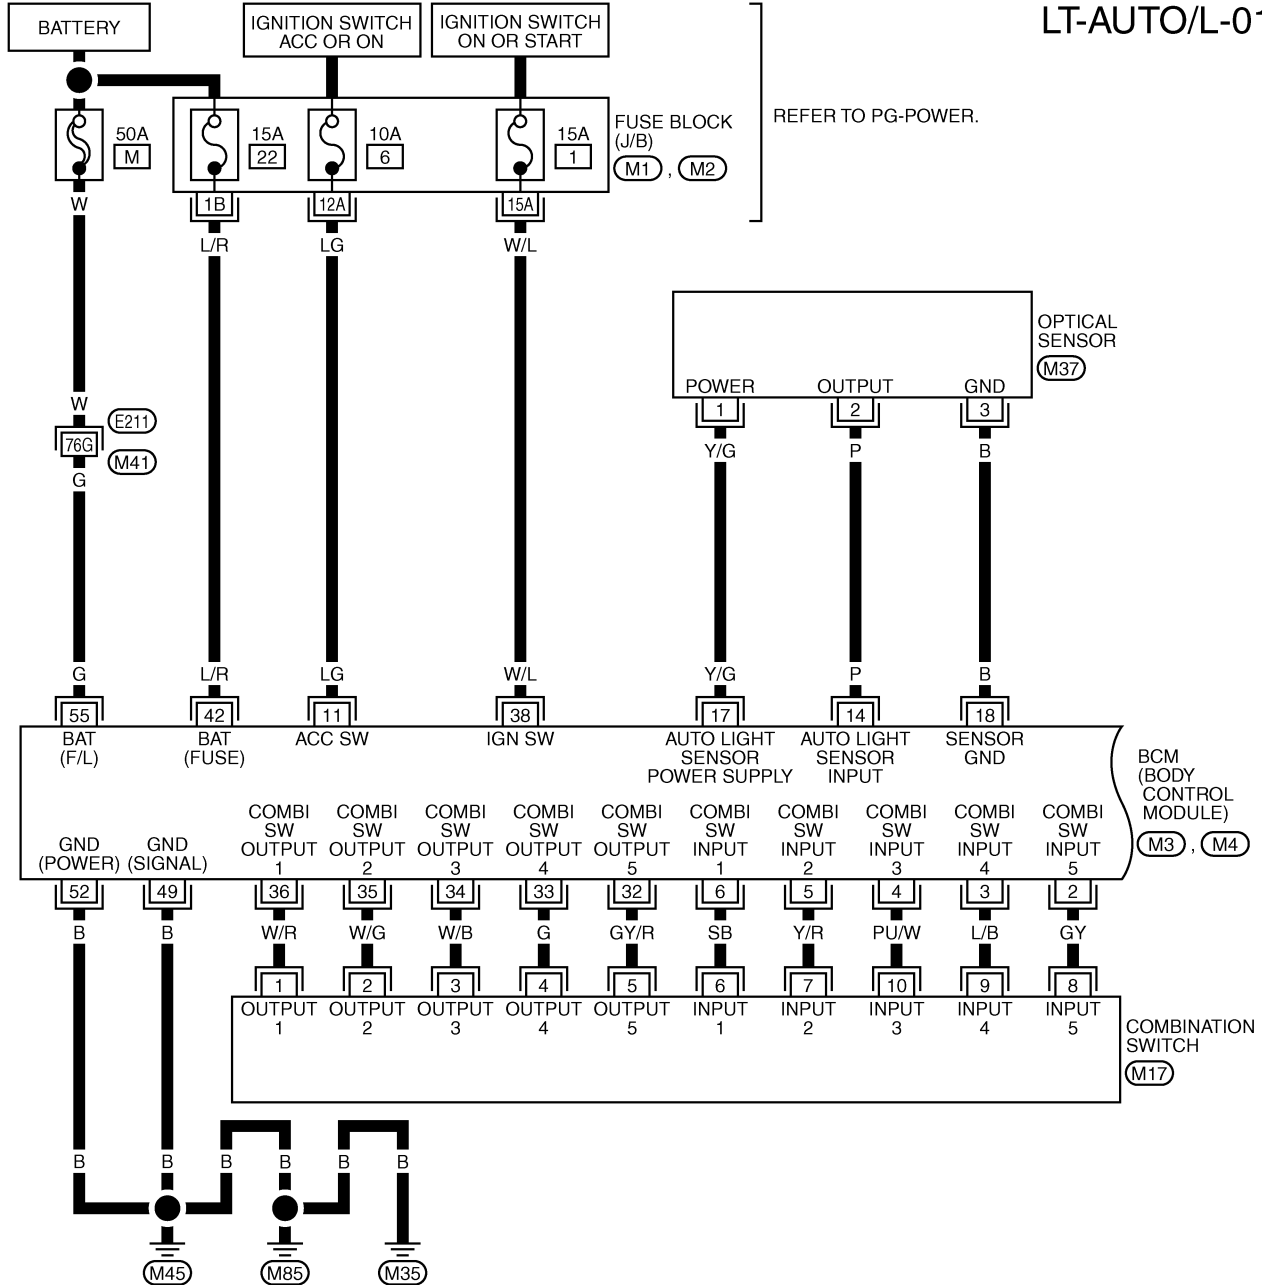 LT-AUTO/L-01
BATTERY
IGNITION SWITCH
ACC OR ON
IGNITION SWITCH
ON OR START
50A
M
15A
22
10A
6
15A
1
FUSE BLOCK
(J/B)
M1 , M2
REFER TO PG-POWER.
1B 12A 15A
W L/R LG W/L
OPTICAL
SENSOR
M37
POWER OUTPUT GND
1 2 3
Y/G P B
W
E211
76G
M41
G
G L/R LG W/L Y/G P B
55 42 11 38 17 14 18
BAT
(F/L)
BAT
(FUSE)
ACC SW
IGN SW
AUTO LIGHT
SENSOR
POWER SUPPLY
AUTO LIGHT
SENSOR
INPUT
SENSOR
GND
BCM
(BODY
CONTROL
MODULE)
M3 , M4
GND
(POWER)
GND
(SIGNAL)
COMBI
SW
OUTPUT
1
COMBI
SW
OUTPUT
2
COMBI
SW
OUTPUT
3
COMBI
SW
OUTPUT
4
COMBI
SW
OUTPUT
5
COMBI
SW
INPUT
1
COMBI
SW
INPUT
2
COMBI
SW
INPUT
3
COMBI
SW
INPUT
4
COMBI
SW
INPUT
5
52 49 36 35 34 33 32 6 5 4 3 2
B B W/R W/G W/B G GY/R SB Y/R PU/W L/B GY
1 2 3 4 5 6 7 10 9 8
OUTPUT
1
OUTPUT
2
OUTPUT
3
OUTPUT
4
OUTPUT
5
INPUT
1
INPUT
2
INPUT
3
INPUT
4
INPUT
5
COMBINATION
SWITCH
M17
B B B B B B
M45 M85 M35